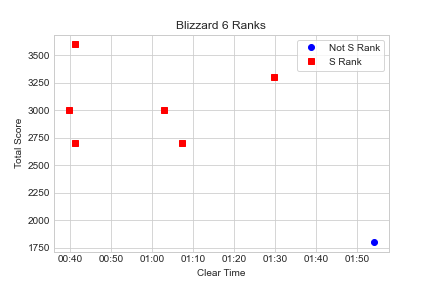 Blizzard 6 Ranks
Not S Rank
S Rank
Total Score
3500
3250
3000
2750
2500
2250
2000
1750
00:40 00:50 01:00 01:10 01:20 01:30 01:40 01:50
Clear Time